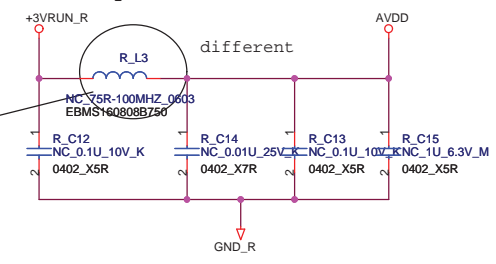 +3VRUN_R
AVDD
R_L3
different
NC_75R-100MHZ_0603
EBMS160808B750
1
R_C12
NC_0.1U_10V_K
2
0402_X5R
1
R_C14
NC_0.01U_25V_K
2
0402_X7R
1
R_C13
NC_0.1U_10V_K
2
0402_X5R
1
R_C15
NC_1U_6.3V_M
2
0402_X5R
GND_R